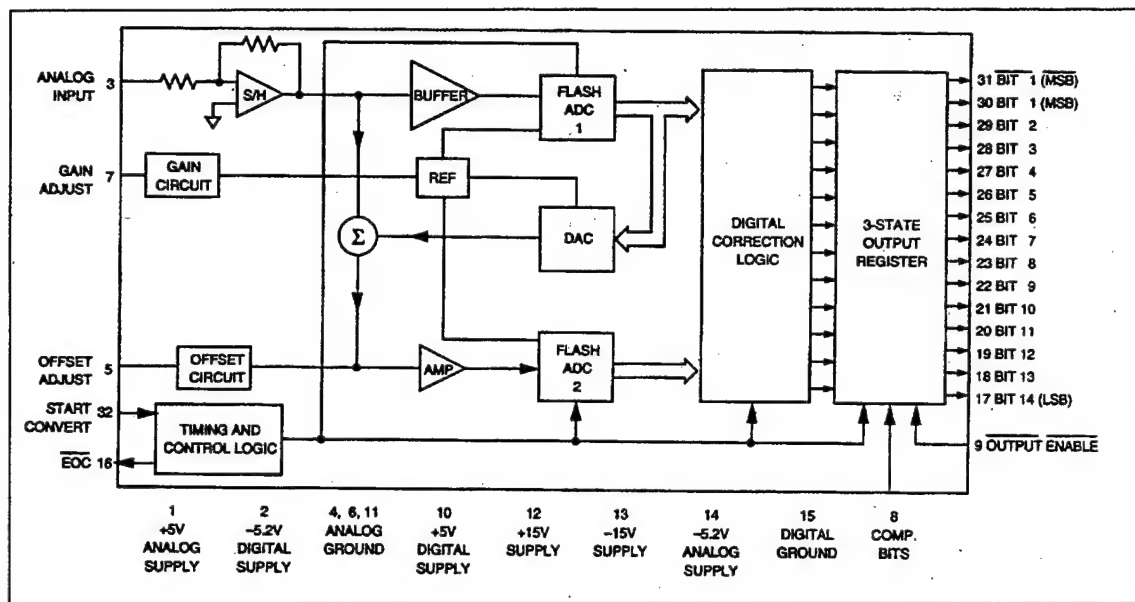 ANALOG
INPUT 3
S/H
BUFFER
FLASH
ADC
1
GAIN
ADJUST 7
GAIN
CIRCUIT
REF
Σ
DAC
DIGITAL
CORRECTION
LOGIC
3-STATE
OUTPUT
REGISTER
OFFSET
ADJUST 5
OFFSET
CIRCUIT
AMP
FLASH
ADC
2
START 32
CONVERT
EOC 16
TIMING AND
CONTROL LOGIC
31 BIT 1 (MSB)
30 BIT 1 (MSB)
29 BIT 2
28 BIT 3
27 BIT 4
26 BIT 5
25 BIT 6
24 BIT 7
23 BIT 8
22 BIT 9
21 BIT 10
20 BIT 11
19 BIT 12
18 BIT 13
17 BIT 14 (LSB)
9 OUTPUT ENABLE
1
+5V
ANALOG
SUPPLY
2
–5.2V
DIGITAL
SUPPLY
4, 6, 11
ANALOG
GROUND
10
+5V
DIGITAL
SUPPLY
12
+15V
SUPPLY
13
–15V
SUPPLY
14
–5.2V
ANALOG
SUPPLY
15
DIGITAL
GROUND
8
COMP.
BITS